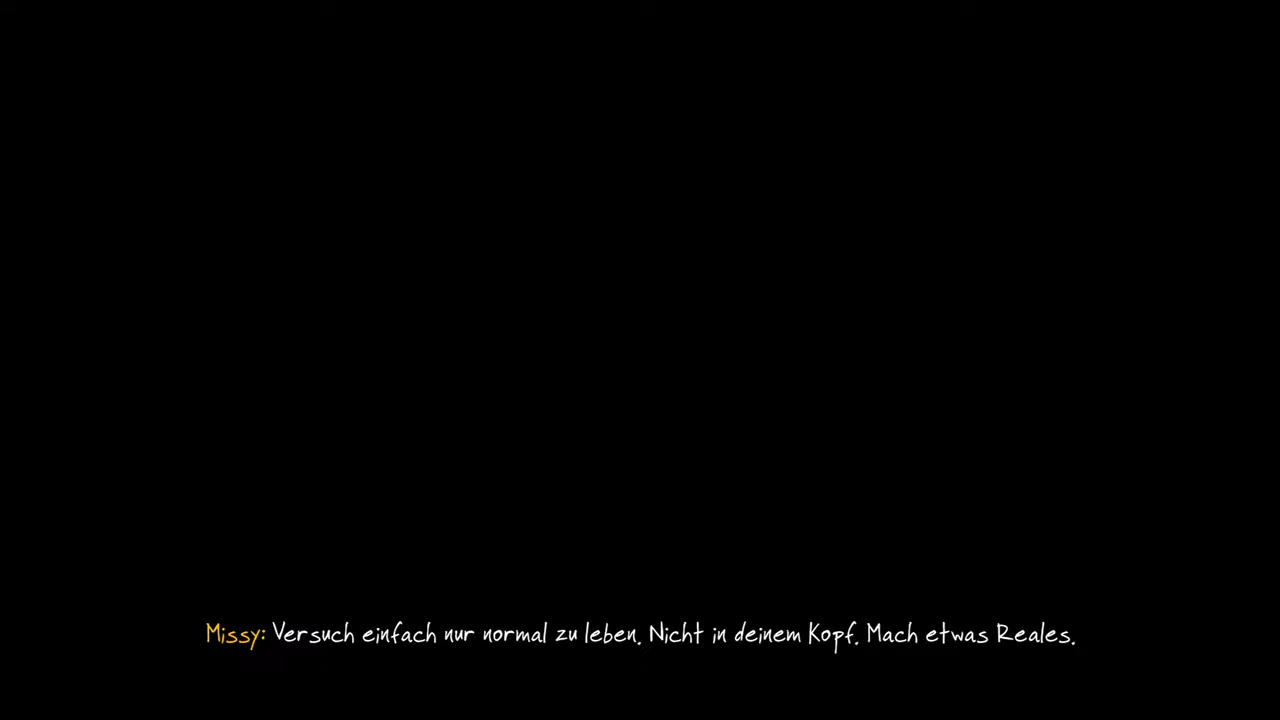 Missy: Versuch einfach nur normal zu leben. Nicht in deinem Kopf. Mach etwas Reales.